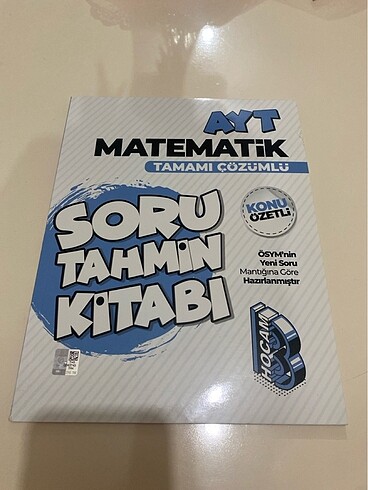 AYT
MATEMATİK
TAMAMI ÇÖZÜMLÜ
SORU
TAHMİN
KİTABI
KONU
ÖZETLİ
ÖSYM'nin
Yeni Soru
Mantığına Göre
Hazırlanmıştır
B HOCAM